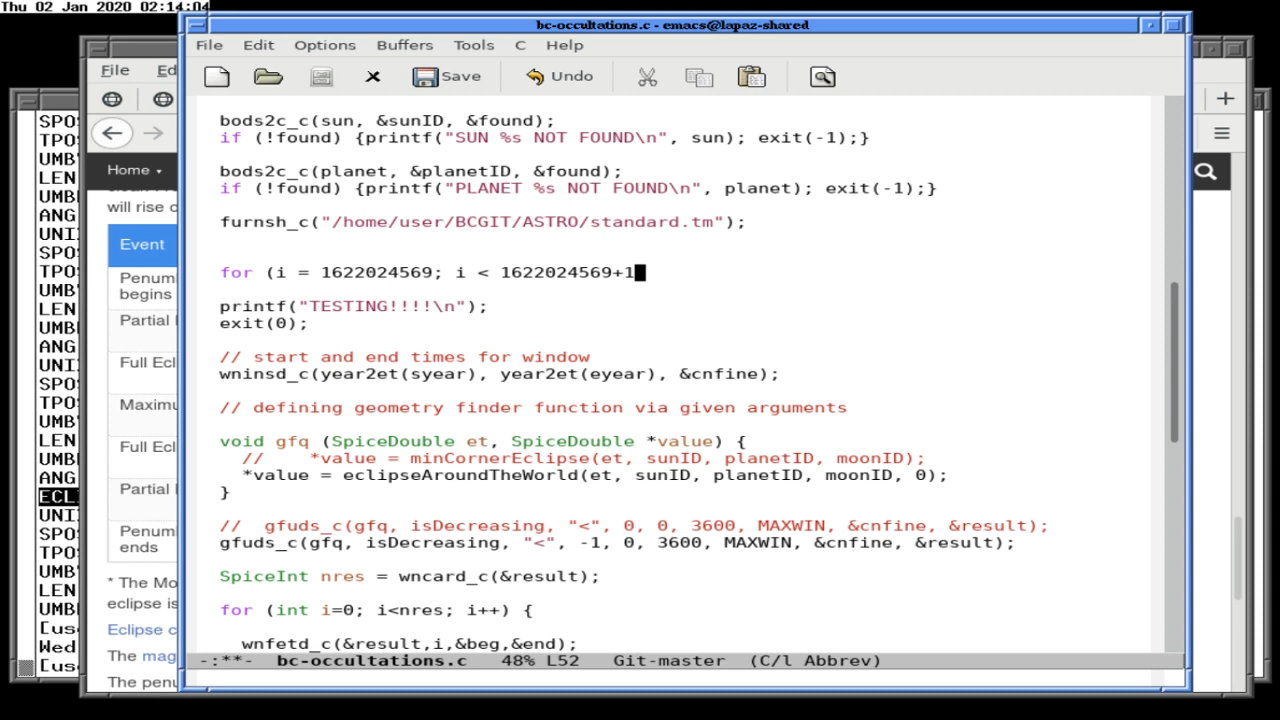 Thu 02 Jan 2020 02:14:04
bc-occultations.c - emacs@lapaz-shared
File Edit Options Buffers Tools C Help
Save Undo
bods2c_c(sun, &sunID, &found);
if (!found) {printf("SUN %s NOT FOUND\n", sun); exit(-1);}
bods2c_c(planet, &planetID, &found);
if (!found) {printf("PLANET %s NOT FOUND\n", planet); exit(-1);}
furnsh_c("/home/user/BCGIT/ASTRO/standard.tm");
for (i = 1622024569; i < 1622024569+1
printf("TESTING!!!!\n");
exit(0);
// start and end times for window
wninsd_c(year2et(syear), year2et(eyear), &cnfine);
// defining geometry finder function via given arguments
void gfq (SpiceDouble et, SpiceDouble *value) {
//    *value = minCornerEclipse(et, sunID, planetID, moonID);
*value = eclipseAroundTheWorld(et, sunID, planetID, moonID, 0);
}
//  gfuds_c(gfq, isDecreasing, "<", 0, 0, 3600, MAXWIN, &cnfine, &result);
gfuds_c(gfq, isDecreasing, "<", -1, 0, 3600, MAXWIN, &cnfine, &result);
SpiceInt nres = wncard_c(&result);
for (int i=0; i<nres; i++) {
wnfetd_c(&result,i,&beg,&end);
-:**-  bc-occultations.c   48% L52   Git-master  (C/l Abbrev)
File Ed
Home
will rise
Event
Penum
begins
Partial
Full Ecl
Maximu
Full Ecl
Partial
Penum
ends
* The Mo
eclipse is
Eclipse c
The mag
The penu
SPO
TPO
UMB
LEN
UMB
ANG
UNI
SPO
TPO
UMB
LEN
UMB
ANG
UNI
SPO
TPO
UMB
LEN
UMB
ANG
ECL
UNI
SPO
TPO
UMB
LEN
UMB
[use
Wed
[use